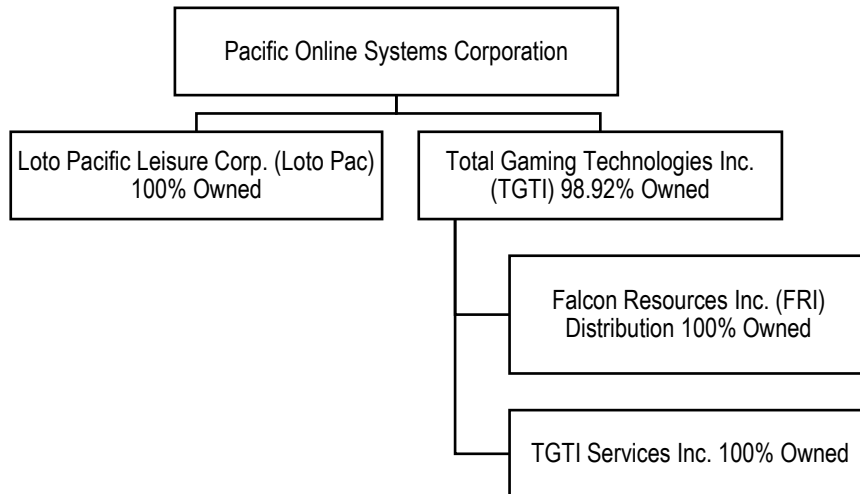 Pacific Online Systems Corporation
Loto Pacific Leisure Corp. (Loto Pac)
100% Owned
Total Gaming Technologies Inc.
(TGTI) 98.92% Owned
Falcon Resources Inc. (FRI)
Distribution 100% Owned
TGTI Services Inc. 100% Owned